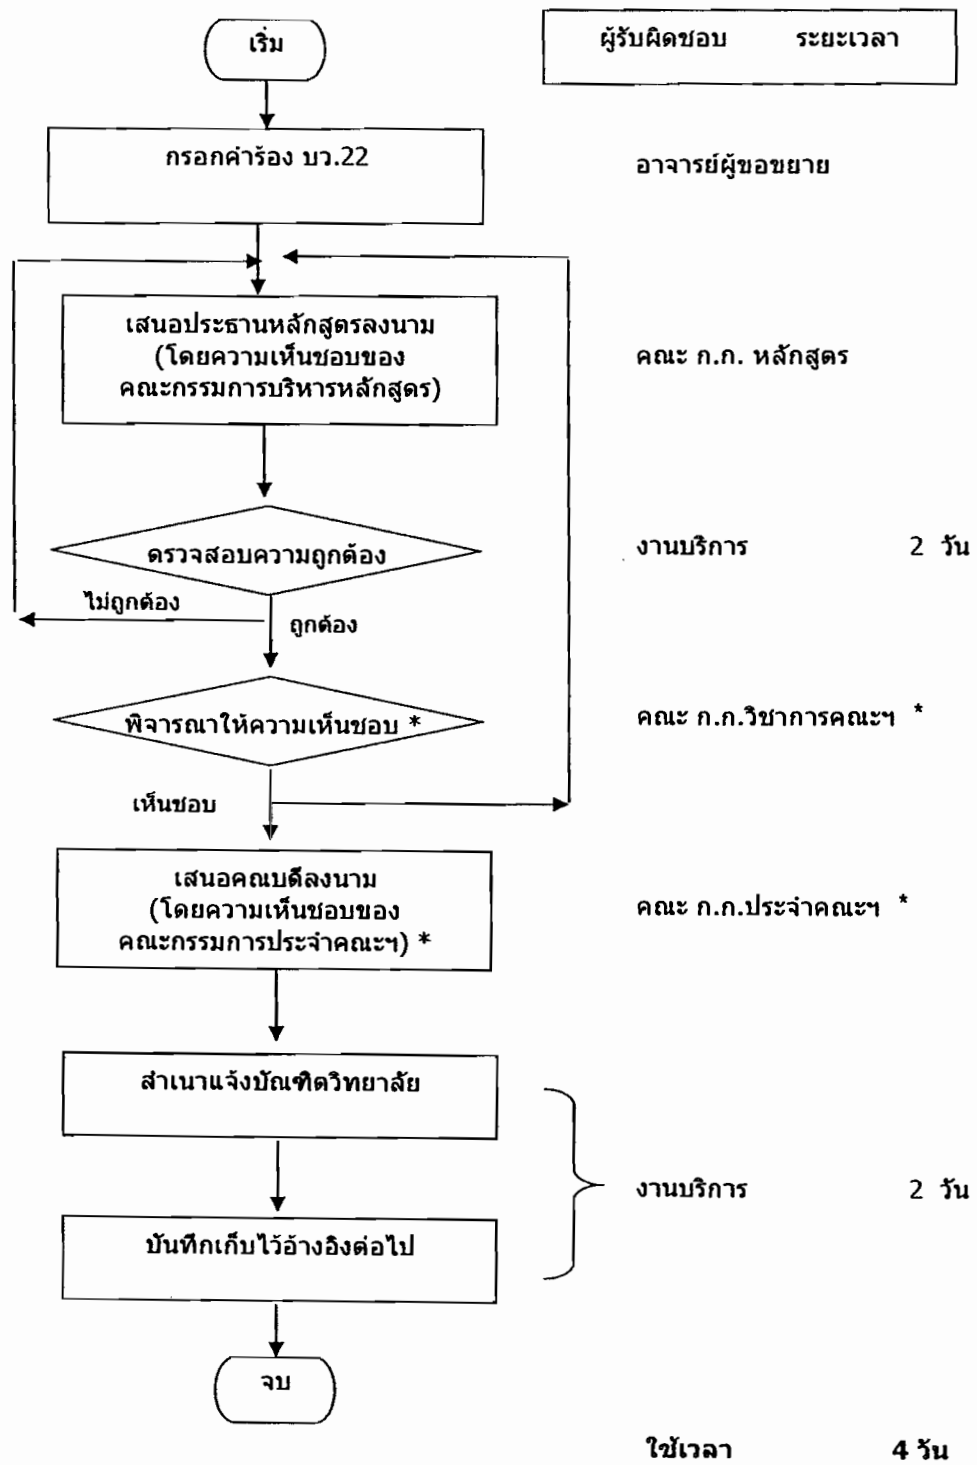 เริ่ม
ผู้รับผิดชอบ ระยะเวลา
กรอกคำร้อง บว.22
อาจารย์ผู้ขอขยาย
เสนอประธานหลักสูตรลงนาม
(โดยความเห็นชอบของ
คณะกรรมการบริหารหลักสูตร)
คณะ ก.ก. หลักสูตร
ตรวจสอบความถูกต้อง
งานบริการ 2 วัน
ไม่ถูกต้อง
ถูกต้อง
พิจารณาให้ความเห็นชอบ *
คณะ ก.ก.วิชาการคณะฯ *
เห็นชอบ
เสนอคณบดีลงนาม
(โดยความเห็นชอบของ
คณะกรรมการประจำคณะฯ) *
คณะ ก.ก.ประจำคณะฯ *
สำเนาแจ้งบัณฑิตวิทยาลัย
งานบริการ 2 วัน
บันทึกเก็บไว้อ้างอิงต่อไป
จบ
ใช้เวลา 4 วัน